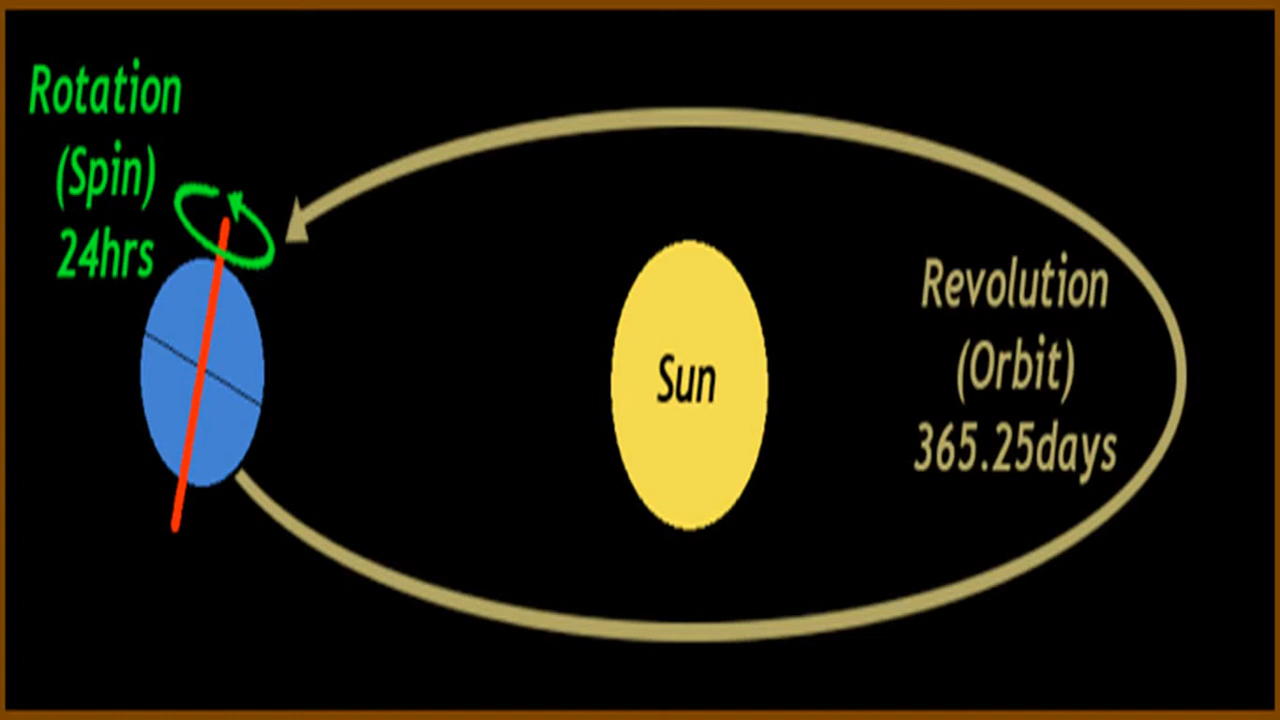 Rotation
(Spin)
24hrs
Sun
Revolution
(Orbit)
365.25days